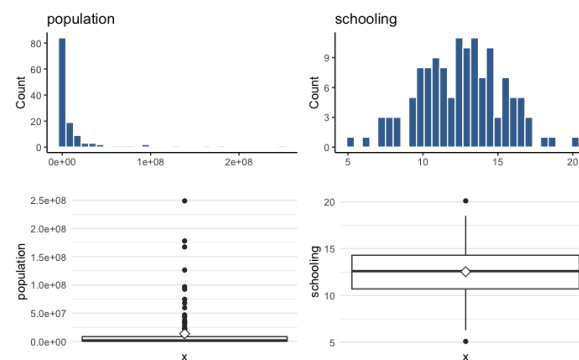 population
schooling
80
60
40
20
0
Count
0e+00
1e+08
2e+08
9
6
3
0
Count
5
10
15
20
2.5e+08
2.0e+08
1.5e+08
1.0e+08
5.0e+07
0.0e+00
population
x
20
15
10
5
schooling
x